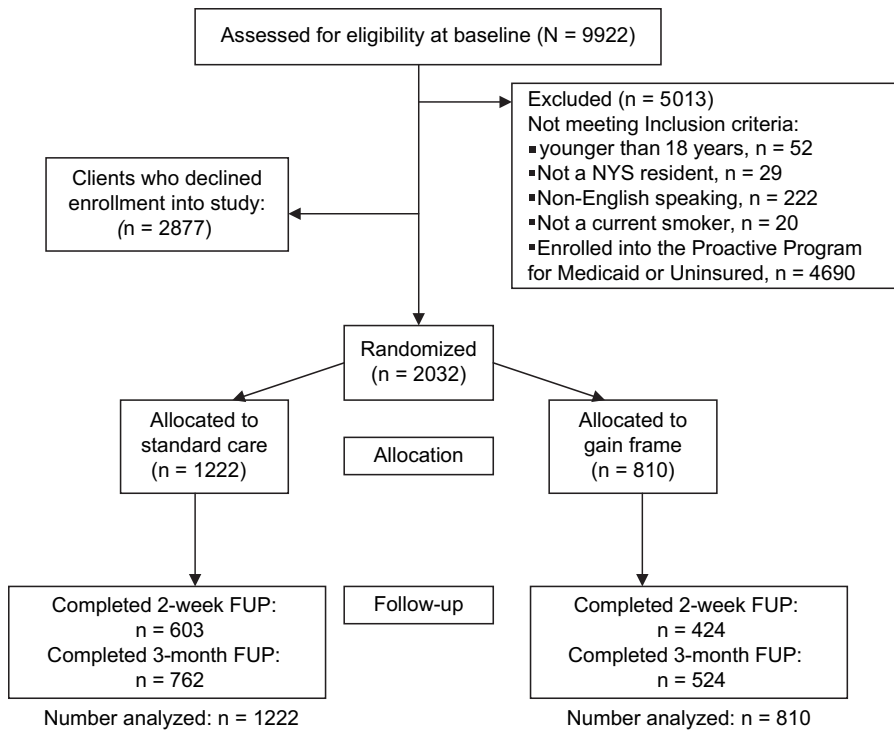 Assessed for eligibility at baseline (N = 9922)
Excluded (n = 5013)
Not meeting Inclusion criteria:
▪younger than 18 years, n = 52
▪Not a NYS resident, n = 29
▪Non-English speaking, n = 222
▪Not a current smoker, n = 20
▪Enrolled into the Proactive Program
for Medicaid or Uninsured, n = 4690
Clients who declined
enrollment into study:
(n = 2877)
Randomized
(n = 2032)
Allocated to
standard care
(n = 1222)
Allocation
Allocated to
gain frame
(n = 810)
Completed 2-week FUP:
n = 603
Completed 3-month FUP:
n = 762
Follow-up
Completed 2-week FUP:
n = 424
Completed 3-month FUP:
n = 524
Number analyzed: n = 1222
Number analyzed: n = 810